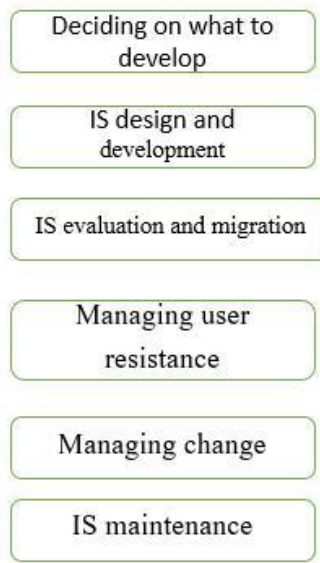 Deciding on what to
develop
IS design and
development
IS evaluation and migration
Managing user
resistance
Managing change
IS maintenance